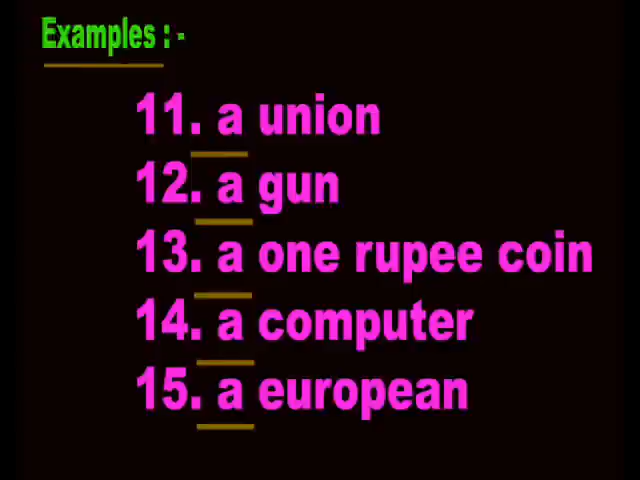 Examples : -
11. a union
12. a gun
13. a one rupee coin
14. a computer
15. a european